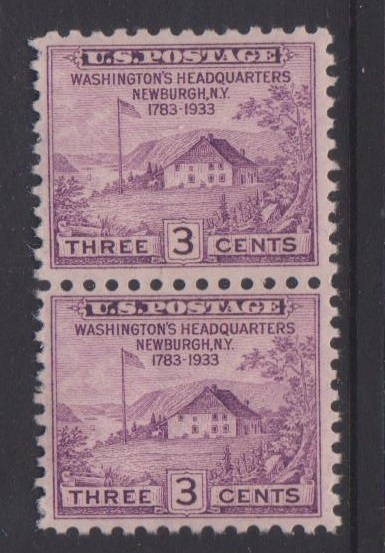 U.S. POSTAGE
WASHINGTON'S HEADQUARTERS
NEWBURGH, N.Y.
1783-1933
THREE 3 CENTS
U.S. POSTAGE
WASHINGTON'S HEADQUARTERS
NEWBURGH, N.Y.
1783-1933
THREE 3 CENTS